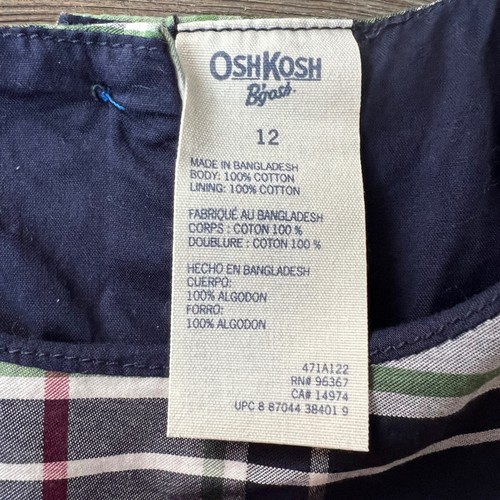 OSHKOSH
B'gosh.
12
MADE IN BANGLADESH
BODY: 100% COTTON
LINING: 100% COTTON
FABRIQUÉ AU BANGLADESH
CORPS : COTON 100 %
DOUBLURE : COTON 100 %
HECHO EN BANGLADESH
CUERPO:
100% ALGODON
FORRO:
100% ALGODON
471A122
RN# 96367
CA# 14974
UPC 8 87044 38401 9